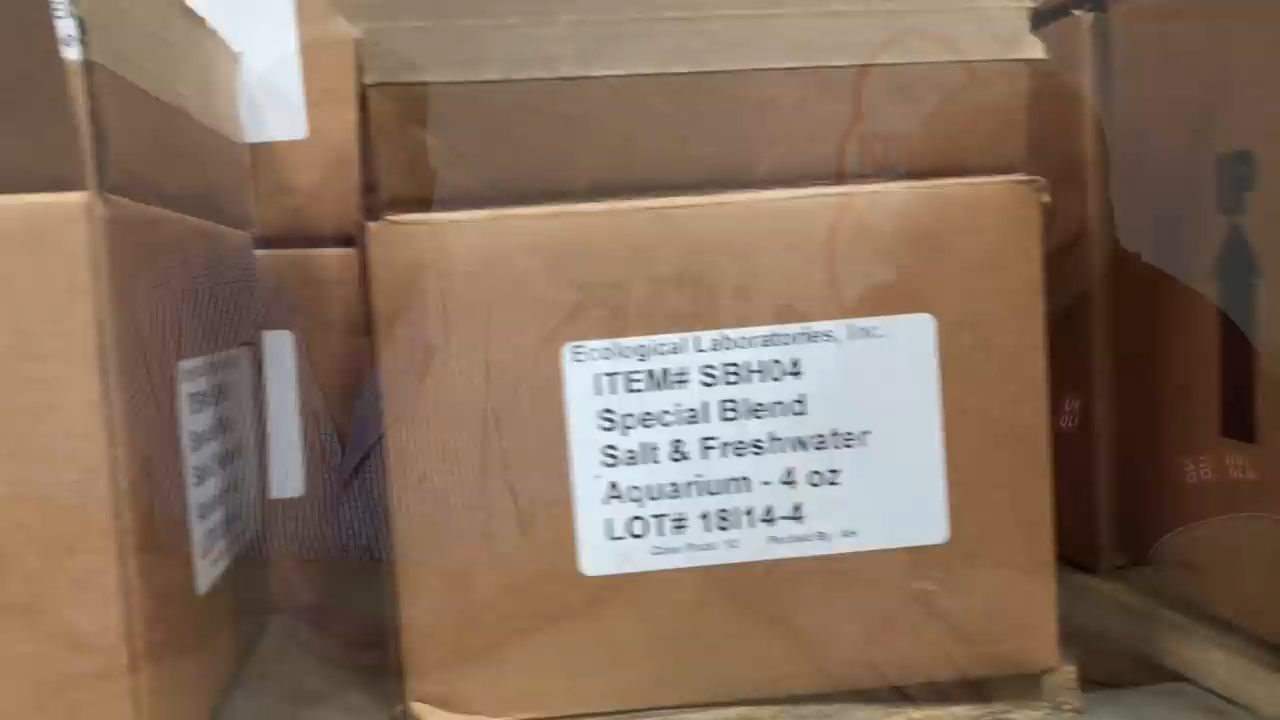 Ecological Laboratories, Inc.
ITEM# SBH04
Special Blend
Salt & Freshwater
Aquarium - 4 oz
LOT# 18I14-4